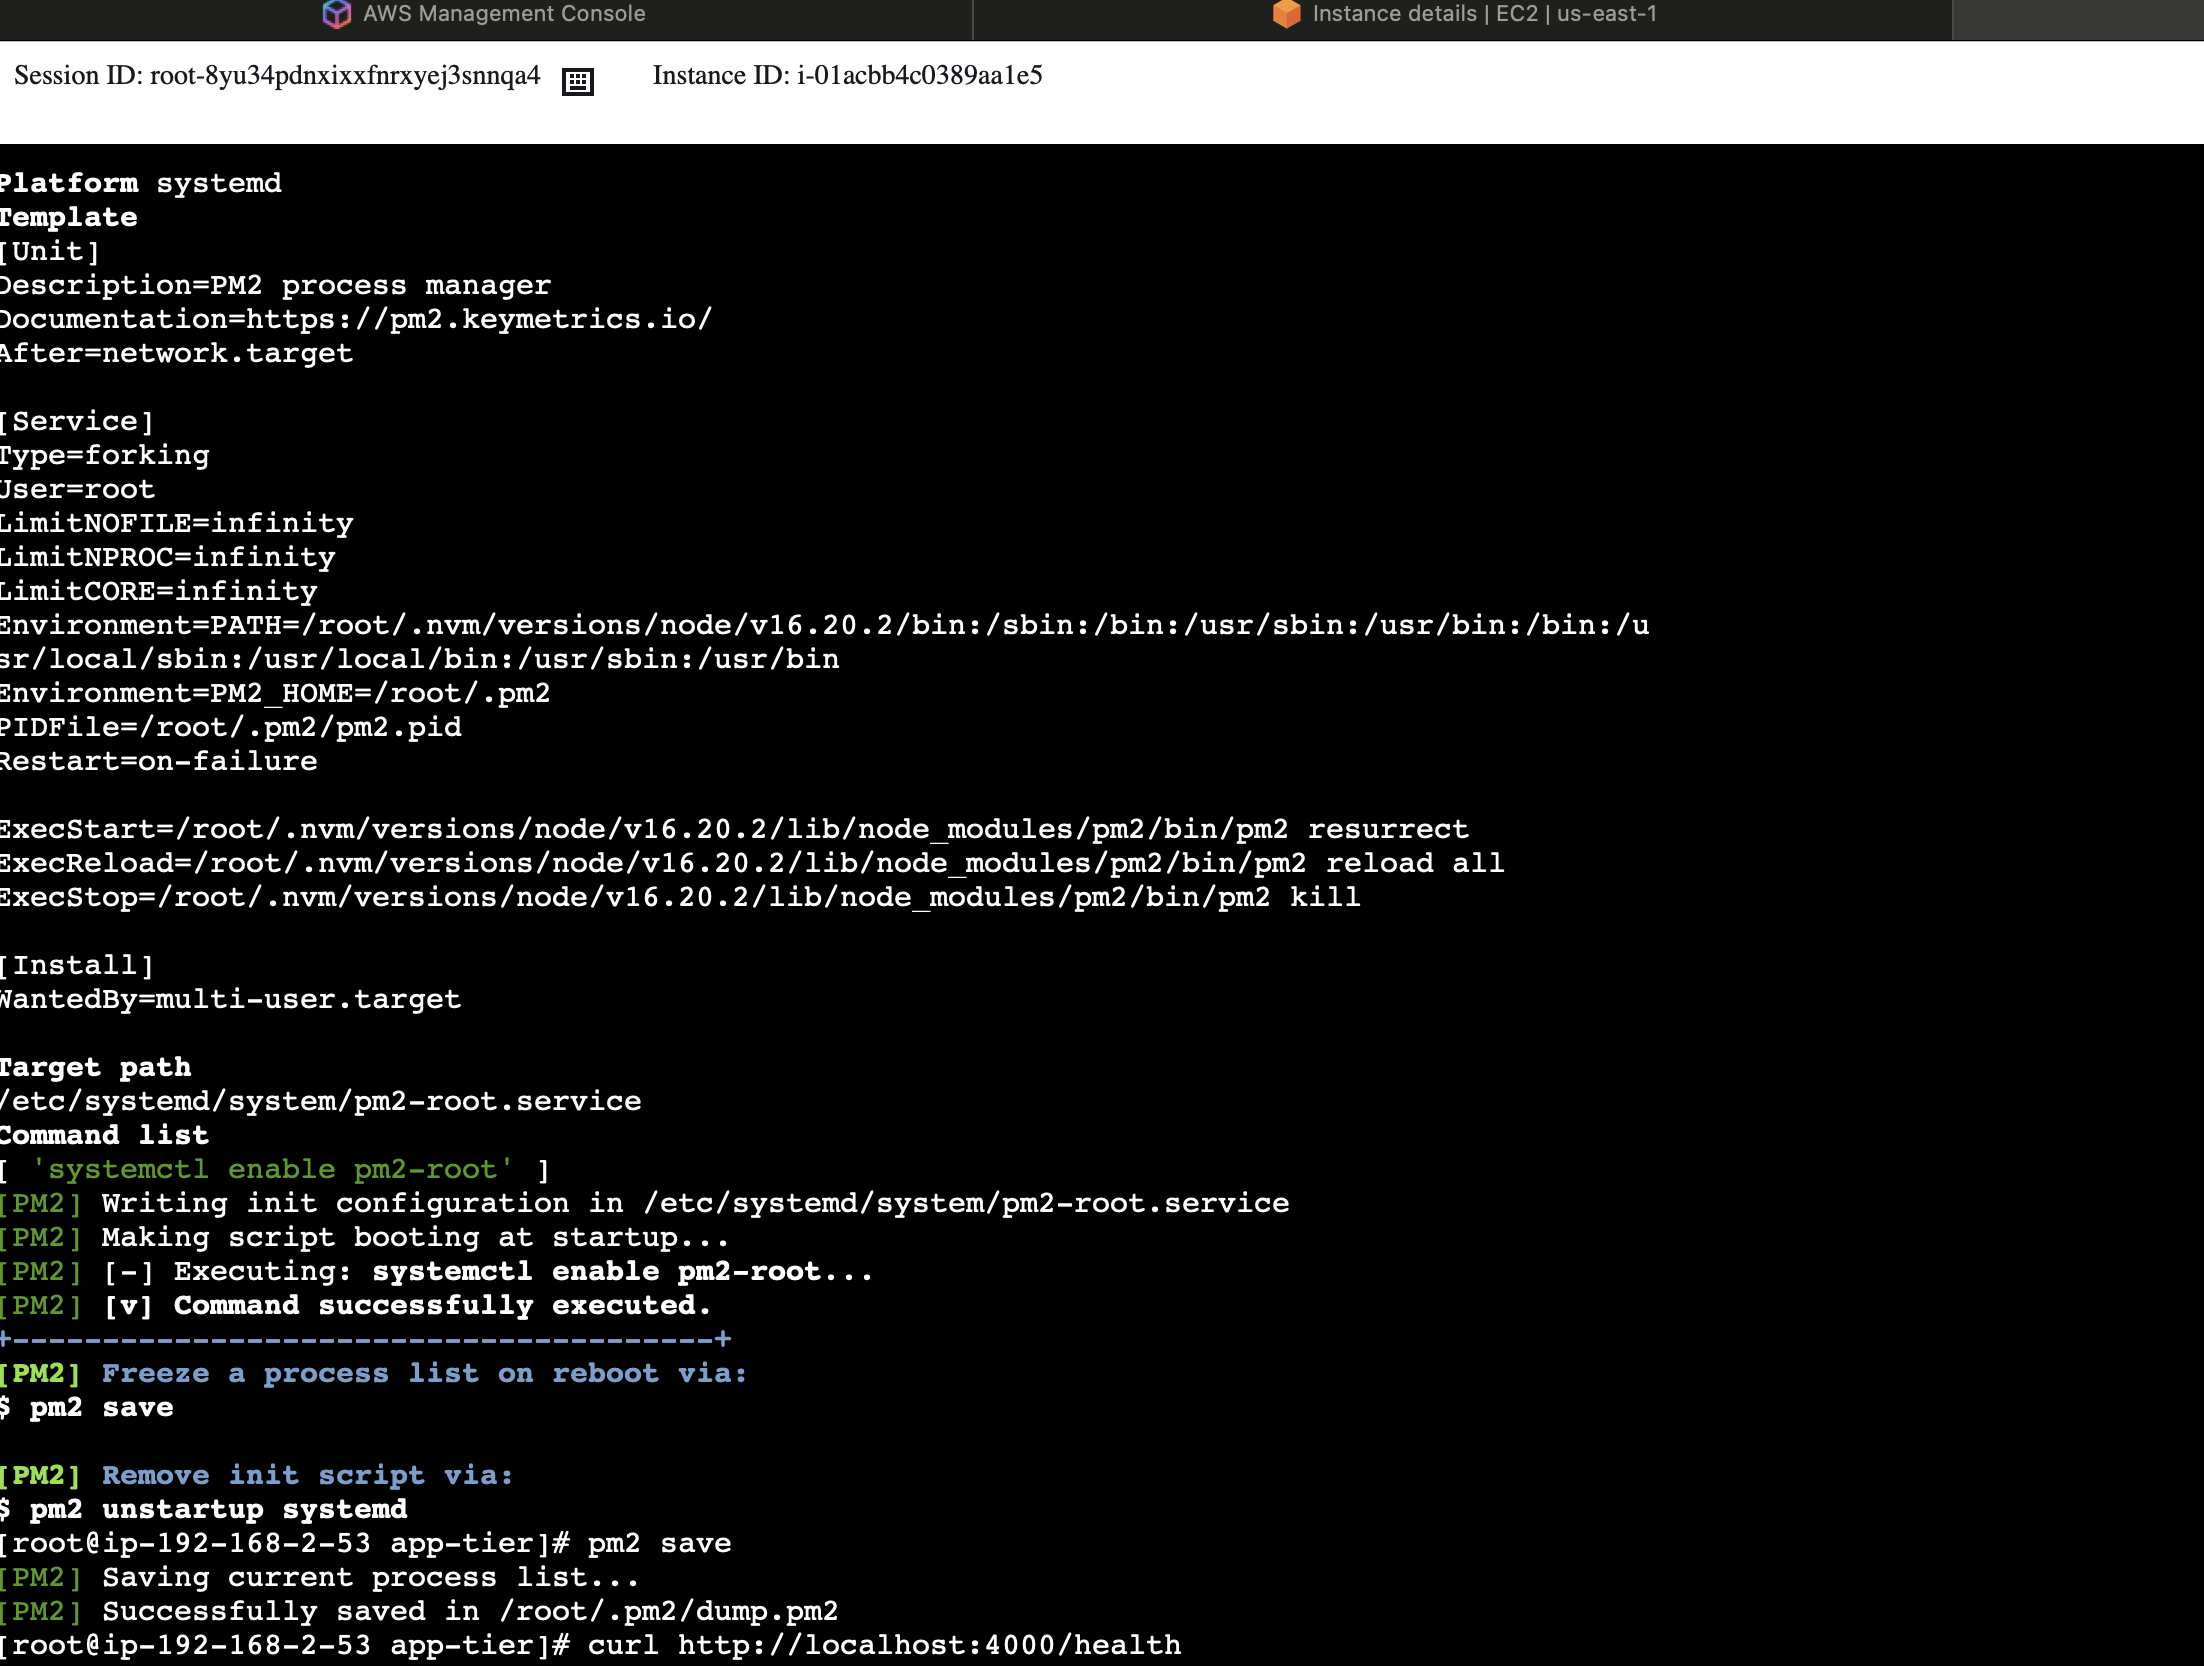 AWS Management Console
Instance details | EC2 | us-east-1
Session ID: root-8yu34pdnxixxfnrxyej3snnqa4
Instance ID: i-01acbb4c0389aa1e5
Platform systemd
Template
[Unit]
Description=PM2 process manager
Documentation=https://pm2.keymetrics.io/
After=network.target
[Service]
Type=forking
User=root
LimitNOFILE=infinity
LimitNPROC=infinity
LimitCORE=infinity
Environment=PATH=/root/.nvm/versions/node/v16.20.2/bin:/sbin:/bin:/usr/sbin:/usr/bin:/bin:/u
sr/local/sbin:/usr/local/bin:/usr/sbin:/usr/bin
Environment=PM2_HOME=/root/.pm2
PIDFile=/root/.pm2/pm2.pid
Restart=on-failure
ExecStart=/root/.nvm/versions/node/v16.20.2/lib/node_modules/pm2/bin/pm2 resurrect
ExecReload=/root/.nvm/versions/node/v16.20.2/lib/node_modules/pm2/bin/pm2 reload all
ExecStop=/root/.nvm/versions/node/v16.20.2/lib/node_modules/pm2/bin/pm2 kill
[Install]
WantedBy=multi-user.target
Target path
/etc/systemd/system/pm2-root.service
Command list
[ 'systemctl enable pm2-root' ]
[PM2] Writing init configuration in /etc/systemd/system/pm2-root.service
[PM2] Making script booting at startup...
[PM2] [-] Executing: systemctl enable pm2-root...
[PM2] [v] Command successfully executed.
+---------------------------------------+
[PM2] Freeze a process list on reboot via:
$ pm2 save
[PM2] Remove init script via:
$ pm2 unstartup systemd
[root@ip-192-168-2-53 app-tier]# pm2 save
[PM2] Saving current process list...
[PM2] Successfully saved in /root/.pm2/dump.pm2
[root@ip-192-168-2-53 app-tier]# curl http://localhost:4000/health